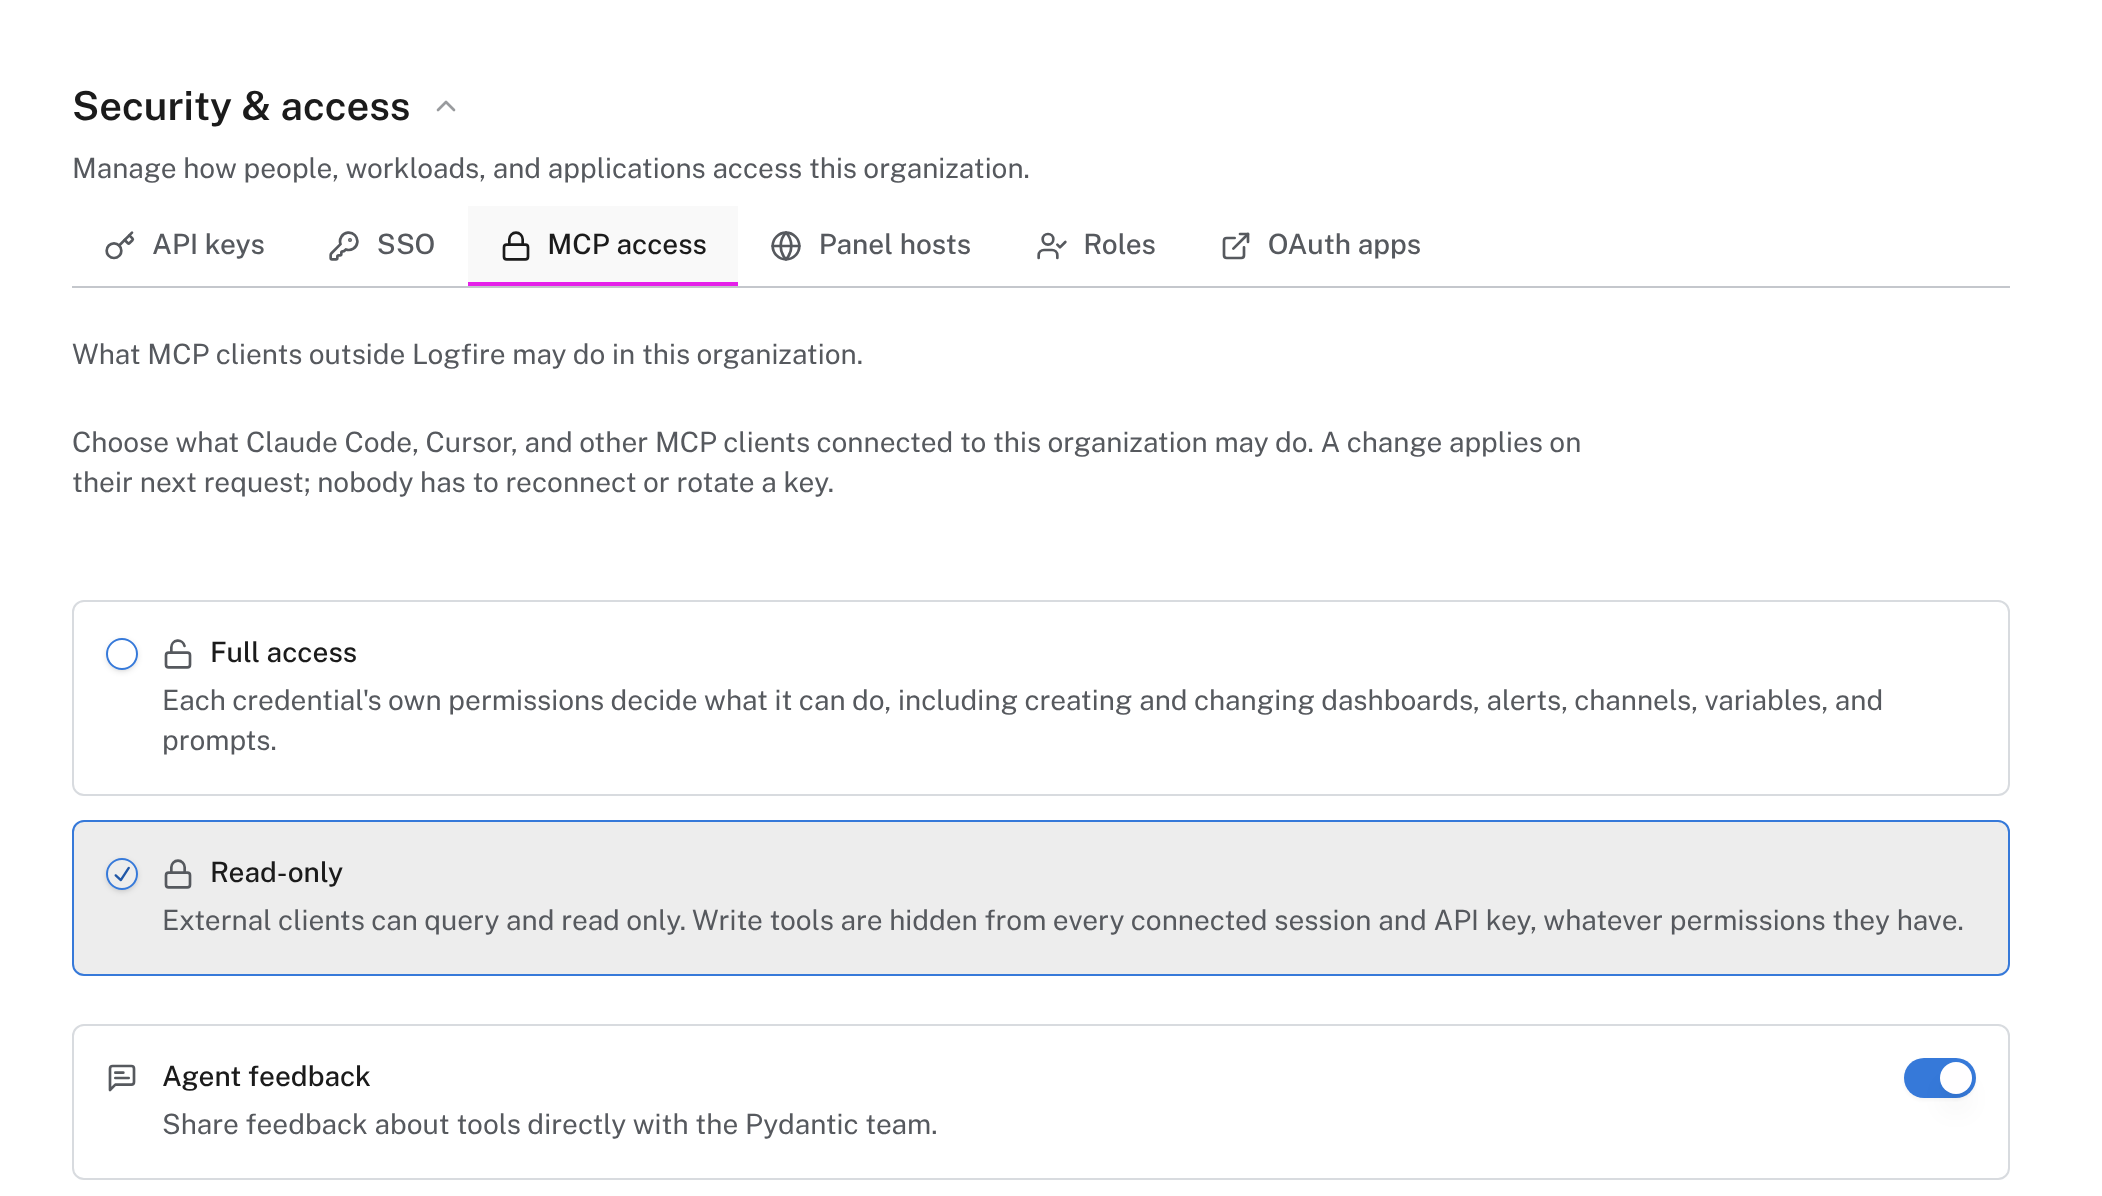 Security & access
Manage how people, workloads, and applications access this organization.
API keys
SSO
MCP access
Panel hosts
Roles
OAuth apps
What MCP clients outside Logfire may do in this organization.
Choose what Claude Code, Cursor, and other MCP clients connected to this organization may do. A change applies on
their next request; nobody has to reconnect or rotate a key.
Full access
Each credential's own permissions decide what it can do, including creating and changing dashboards, alerts, channels, variables, and
prompts.
Read-only
External clients can query and read only. Write tools are hidden from every connected session and API key, whatever permissions they have.
Agent feedback
Share feedback about tools directly with the Pydantic team.